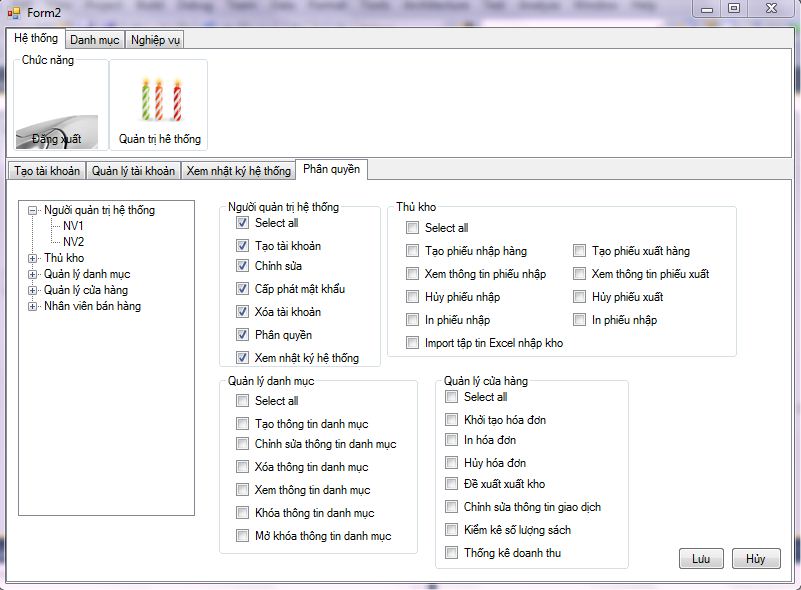 Form2
Hệ thống Danh mục Nghiệp vụ
Chức năng
Đăng xuất Quản trị hê thông
Tạo tài khoản Quản lý tài khoản Xem nhật ký hệ thống Phân quyền
Người quản trị hệ thống
NV1
NV2
Thủ kho
Quản lý danh mục
Quản lý cửa hàng
Nhân viên bán hàng
Người quản trị hệ thống
Select all
Tạo tài khoản
Chỉnh sửa
Cấp phát mật khẩu
Xóa tài khoản
Phân quyền
Xem nhật ký hệ thống
Thủ kho
Select all
Tạo phiếu nhập hàng Tạo phiếu xuất hàng
Xem thông tin phiếu nhập Xem thông tin phiếu xuất
Hủy phiếu nhập Hủy phiếu xuất
In phiếu nhập In phiếu nhập
Import tập tin Excel nhập kho
Quản lý danh mục
Select all
Tạo thông tin danh mục
Chỉnh sửa thông tin danh mục
Xóa thông tin danh mục
Xem thông tin danh mục
Khóa thông tin danh mục
Mở khóa thông tin danh mục
Quản lý cửa hàng
Select all
Khởi tạo hóa đơn
In hóa đơn
Hủy hóa đơn
Đề xuất xuất kho
Chỉnh sửa thông tin giao dịch
Kiểm kê số lượng sách
Thống kê doanh thu
Lưu Hủy